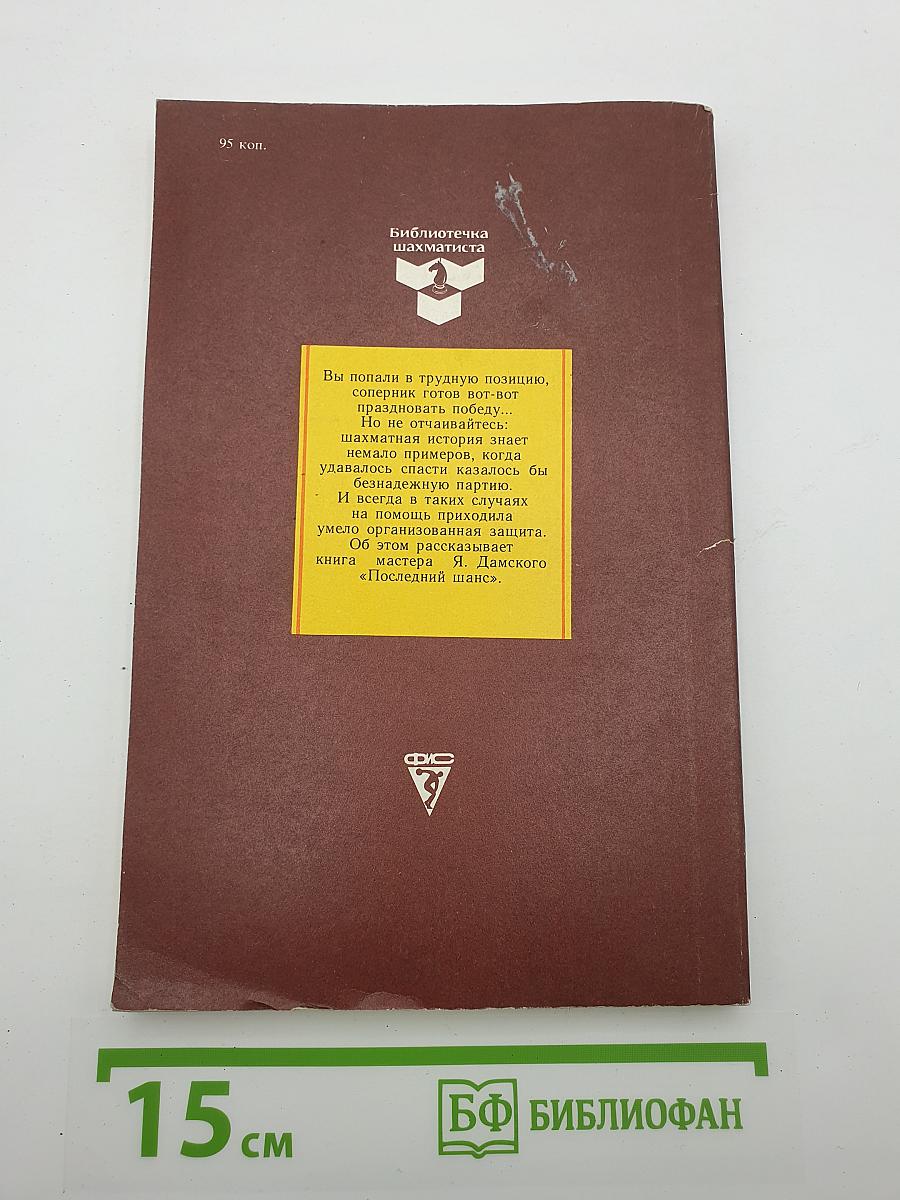 95 коп.
Библиотечка
шахматиста
Вы попали в трудную позицию,
соперник готов вот-вот
праздновать победу...
Но не отчаивайтесь:
шахматная история знает
немало примеров, когда
удавалось спасти казалось бы
безнадежную партию.
И всегда в таких случаях
на помощь приходила
умело организованная защита.
Об этом рассказывает
книга мастера Я. Дамского
«Последний шанс».
ФИС
15 см
БФ БИБЛИОФАН